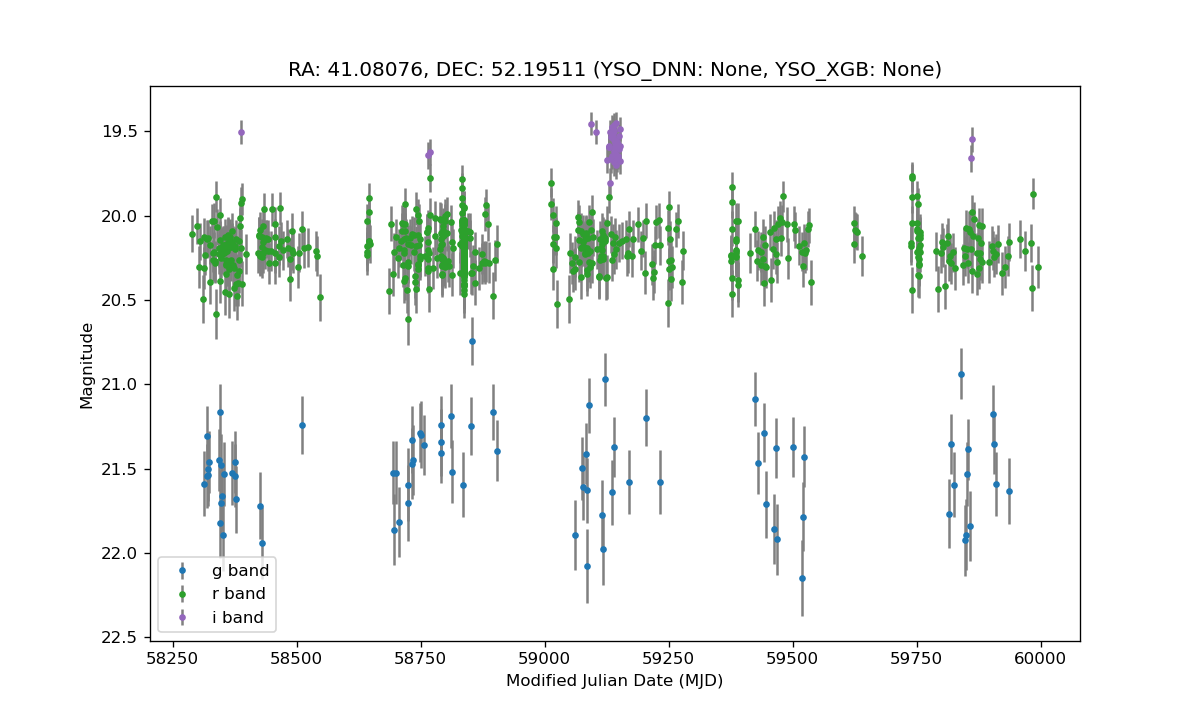 RA: 41.08076, DEC: 52.19511 (YSO_DNN: None, YSO_XGB: None)
19.5
20.0
20.5
21.0
21.5
22.0
22.5
Magnitude
g band
r band
i band
58250 58500 58750 59000 59250 59500 59750 60000
Modified Julian Date (MJD)